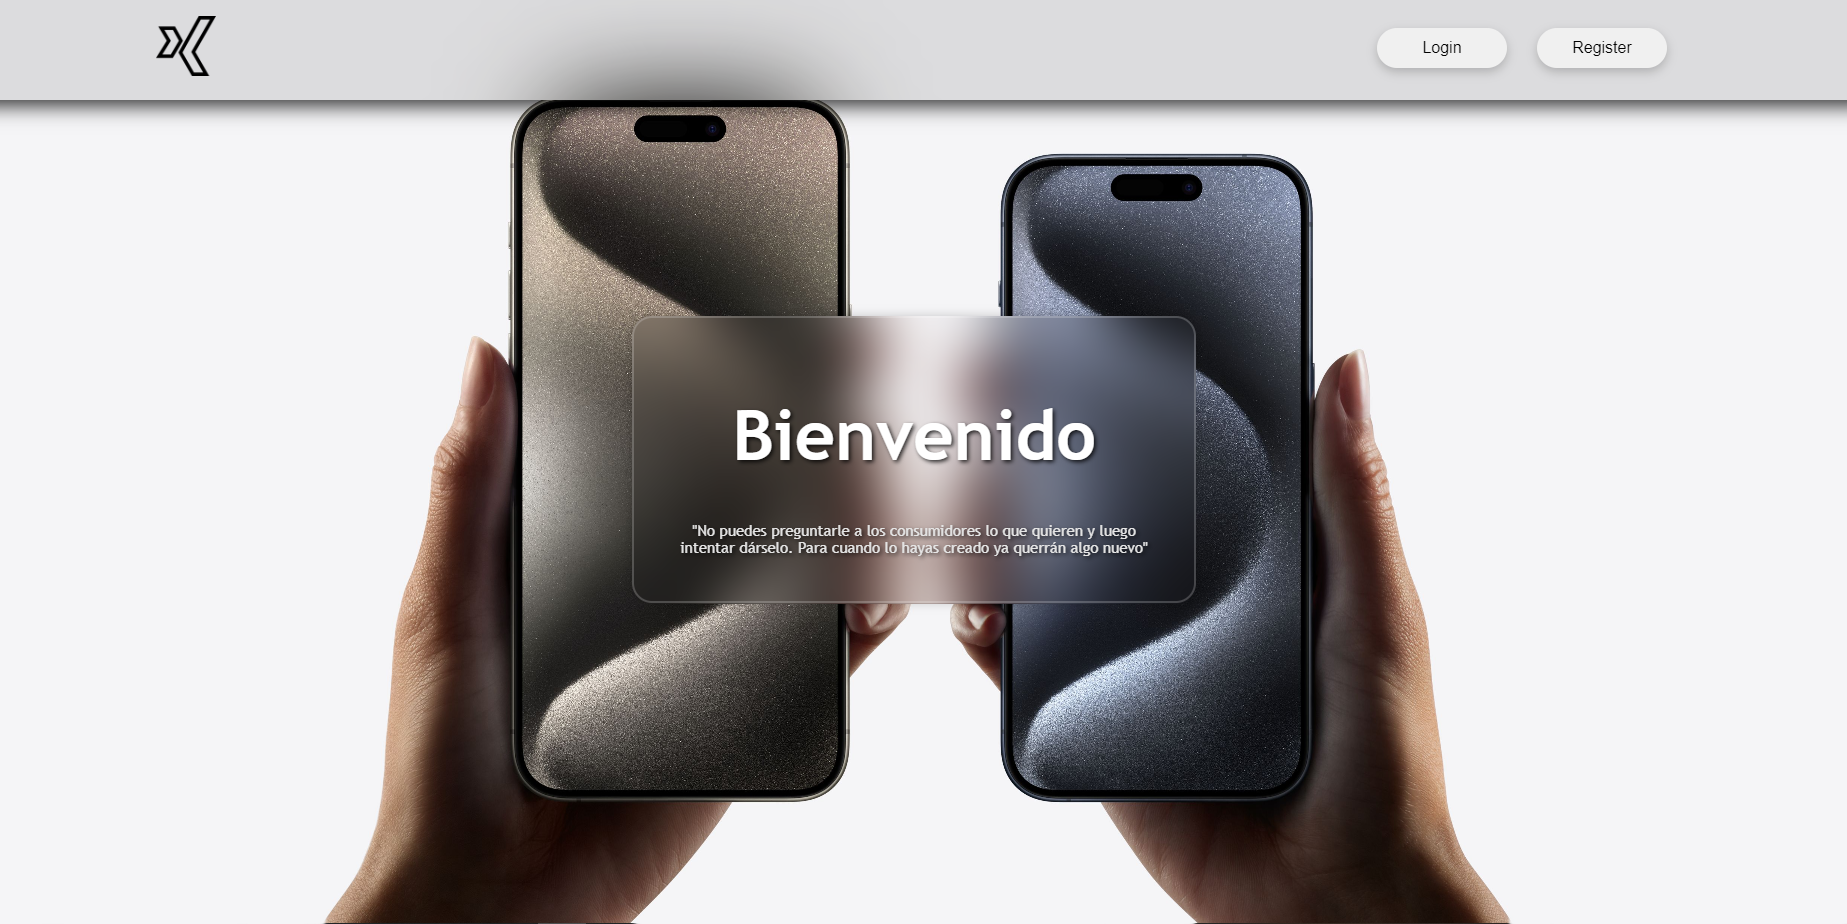 Login
Register
Bienvenido
"No puedes preguntarle a los consumidores lo que quieren y luego
intentar dárselo. Para cuando lo hayas creado ya querrán algo nuevo"